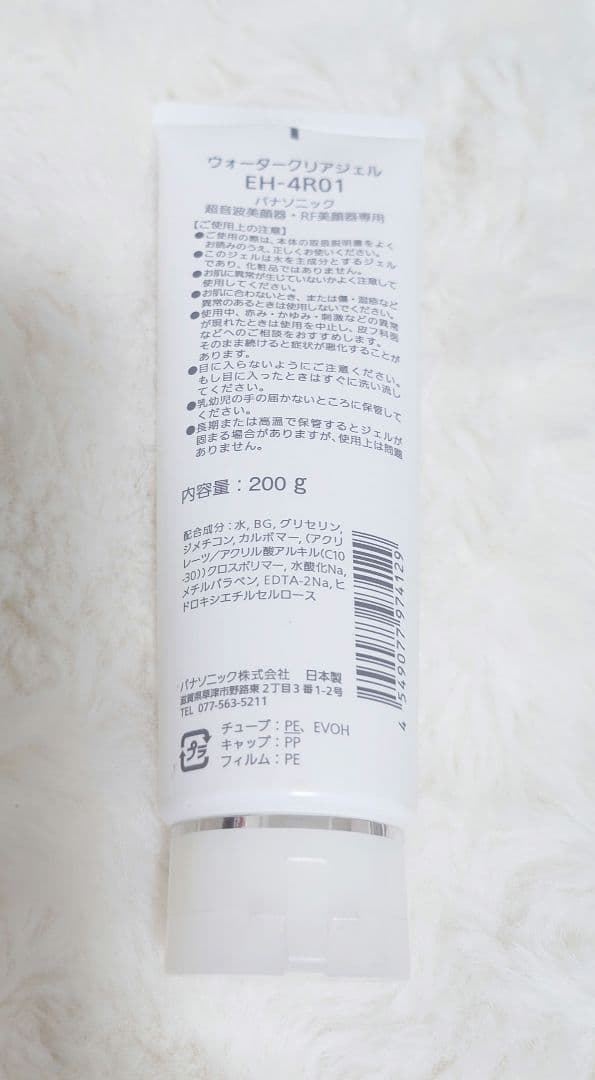 ウォータークリアジェル
EH-4R01
パナソニック
超音波美顔器・RF美顔器専用
【ご使用上の注意】
●ご使用の際は、本体の取扱説明書をよく
お読みのうえ、正しくお使いください。
●このジェルは水を主成分とするジェル
であり、化粧品ではありません。
●お肌に異常が生じていないかよく注意して
使用してください。
●お肌に合わないとき、または傷・湿疹など
異常のあるときは使用しないでください。
●使用中、赤み・かゆみ・刺激などの異常
が現れたときは使用を中止し、皮フ科医
などへのご相談をおすすめします。
そのまま続けると症状が悪化することが
あります。
●目に入らないようにご注意ください。
もし目に入ったときはすぐに洗い流し
てください。
●乳幼児の手の届かないところに保管して
ください。
●長期または高温で保管するとジェルが
固まる場合がありますが、使用上は問題
ありません。
内容量：200 g
配合成分：水, BG, グリセリン,
ジメチコン, カルボマー, (アクリ
レーツ/アクリル酸アルキル(C10
-30))クロスポリマー, 水酸化Na,
メチルパラベン, EDTA-2Na, ヒ
ドロキシエチルセルロース
4 549077 974129
パナソニック株式会社 日本製
滋賀県草津市野路東2丁目3番1-2号
TEL 077-563-5211
プラ
チューブ：PE、EVOH
キャップ：PP
フィルム：PE